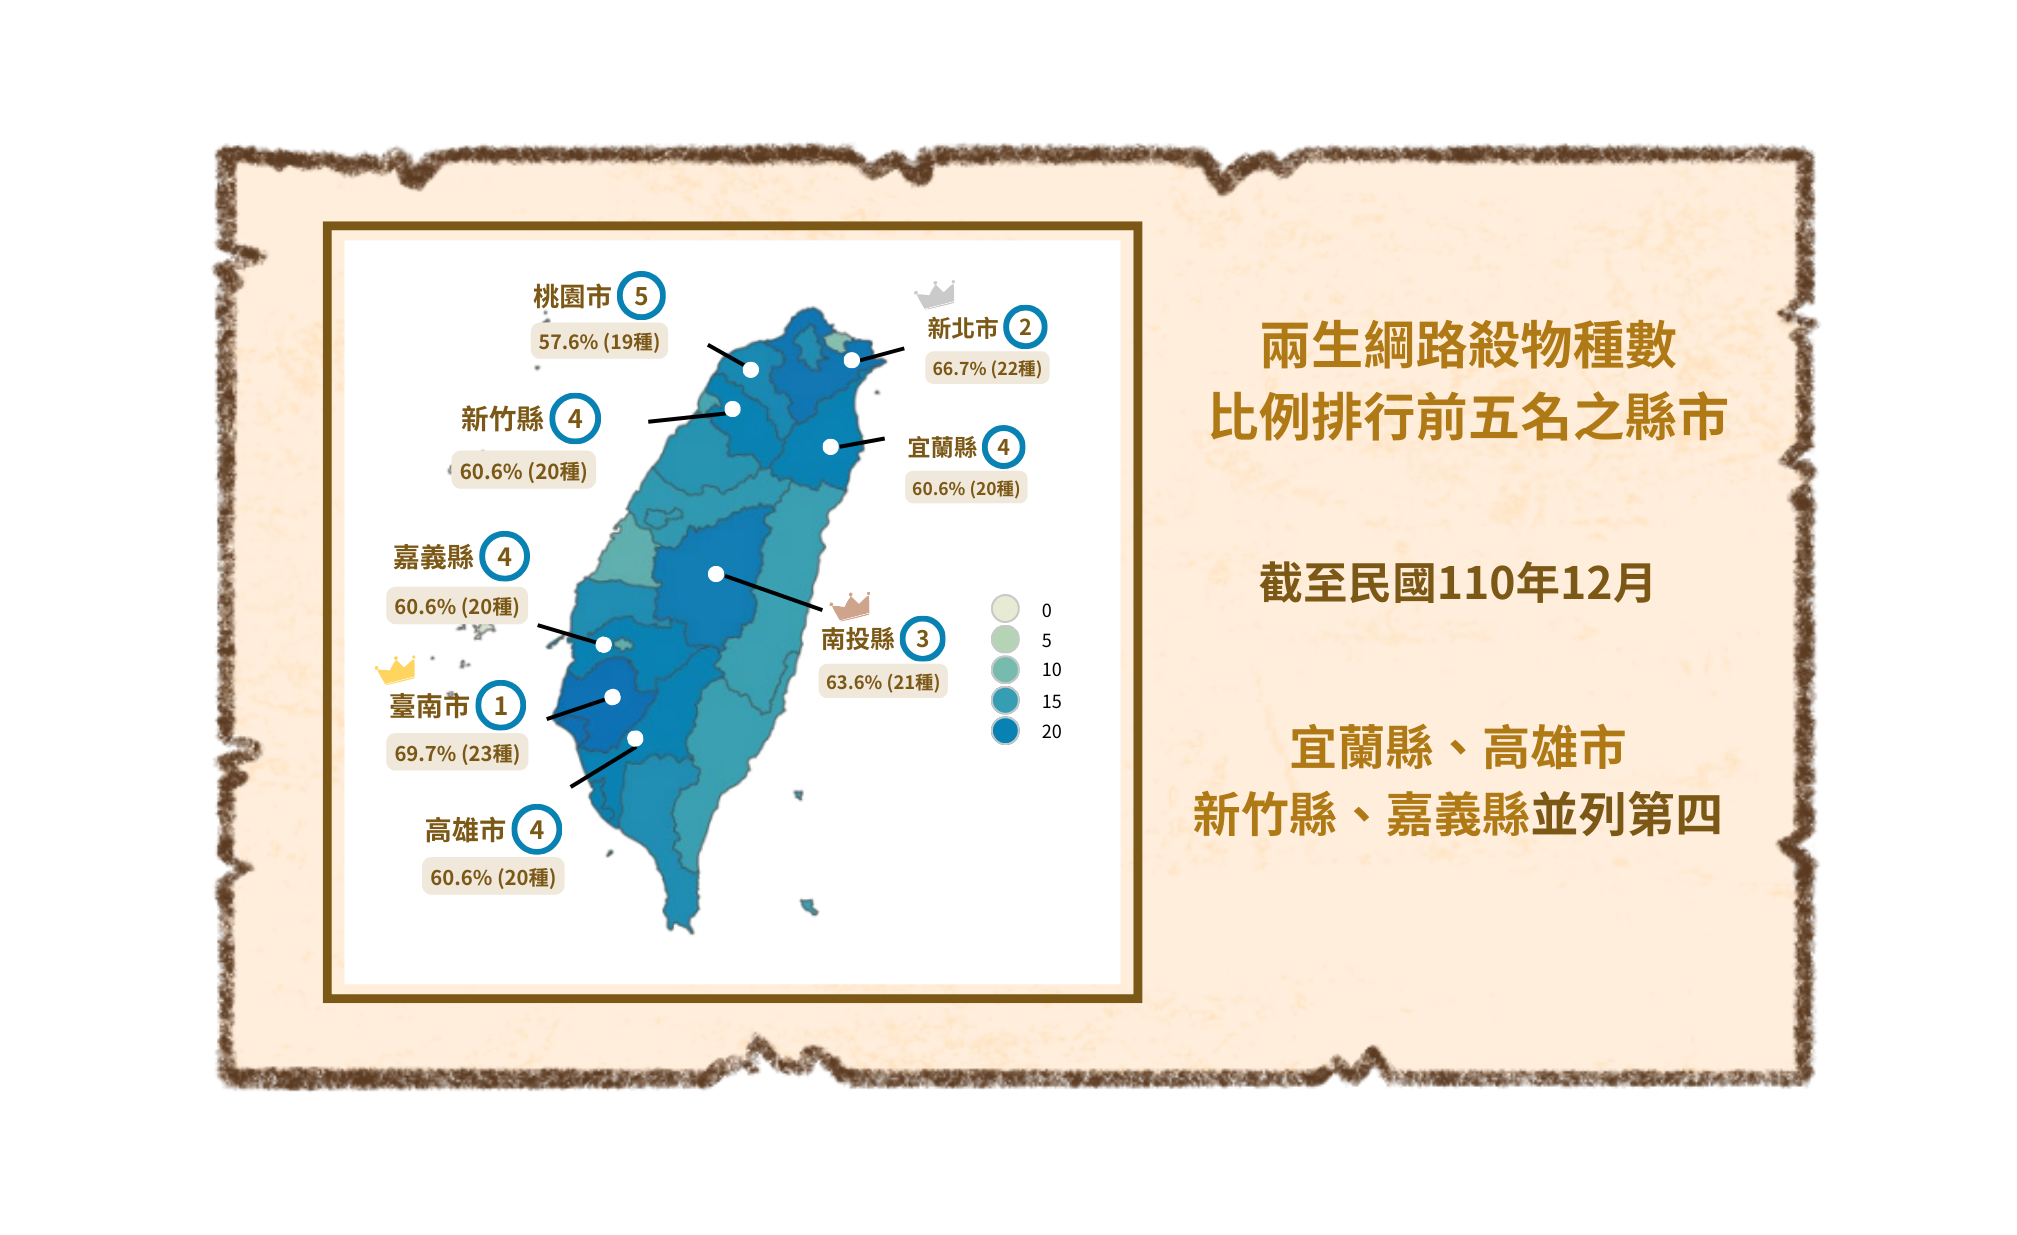 桃園市 5
57.6% (19種)
新北市 2
66.7% (22種)
新竹縣 4
60.6% (20種)
宜蘭縣 4
60.6% (20種)
嘉義縣 4
60.6% (20種)
南投縣 3
63.6% (21種)
臺南市 1
69.7% (23種)
高雄市 4
60.6% (20種)
0
5
10
15
20
兩生綱路殺物種數
比例排行前五名之縣市
截至民國110年12月
宜蘭縣、高雄市
新竹縣、嘉義縣並列第四